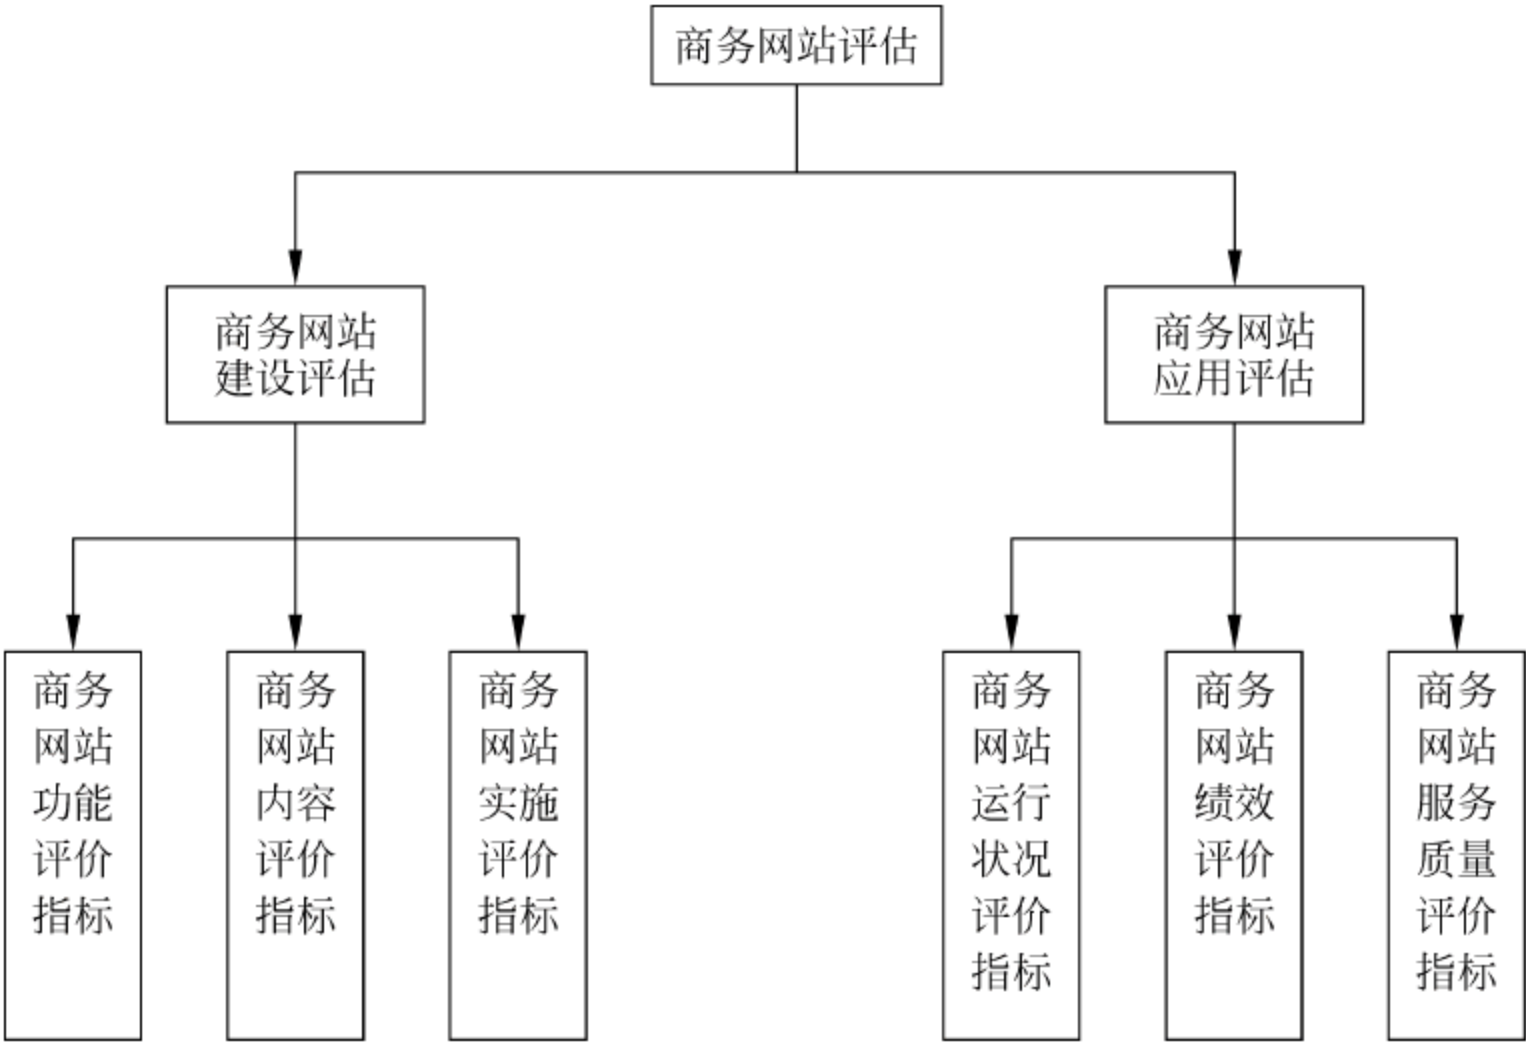 商务网站评估
商务网站
建设评估
商务网站
应用评估
商务
网站
功能
评价
指标
商务
网站
内容
评价
指标
商务
网站
实施
评价
指标
商务
网站
运行
状况
评价
指标
商务
网站
绩效
评价
指标
商务
网站
服务
质量
评价
指标